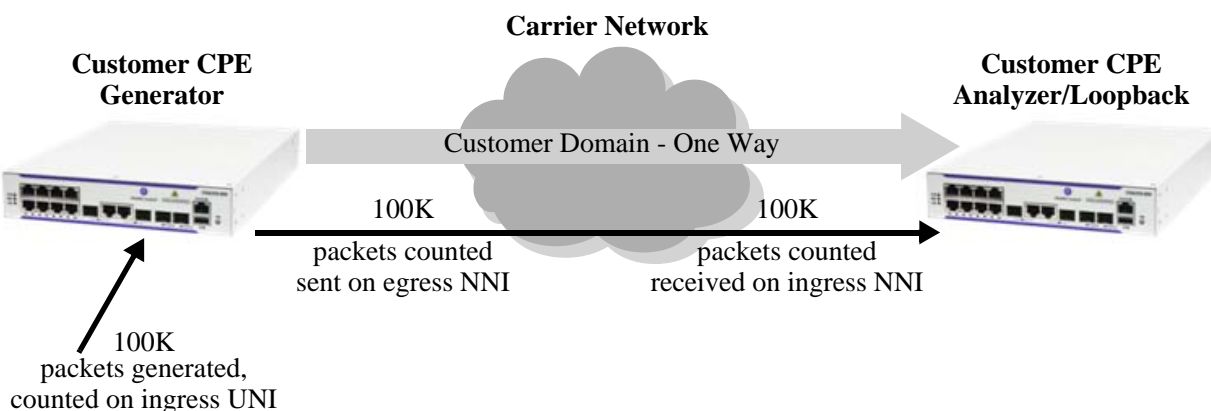 Carrier Network
Customer CPE
Generator
Customer CPE
Analyzer/Loopback
Customer Domain - One Way
100K
packets counted
sent on egress NNI
100K
packets counted
received on ingress NNI
100K
packets generated,
counted on ingress UNI